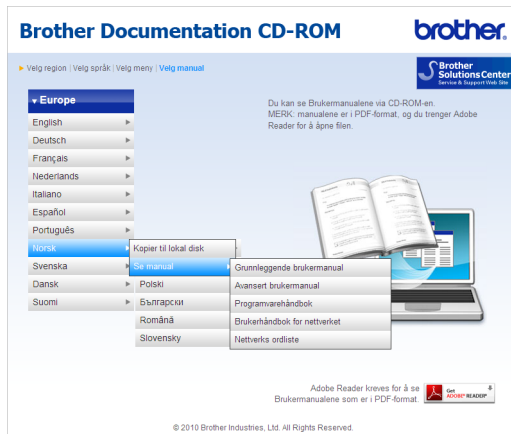 Brother Documentation CD-ROM
brother.
Velg region | Velg språk | Velg meny | Velg manual
Brother
Solutions Center
Service & Support Web Site
Europe
Du kan se Brukermanualene via CD-ROM-en.
MERK: manualene er i PDF-format, og du trenger Adobe
Reader for å åpne filen.
English
Deutsch
Français
Nederlands
Italiano
Español
Português
Norsk
Kopier til lokal disk
Svenska
Se manual
Grunnleggende brukermanual
Dansk
Polski
Avansert brukermanual
Suomi
Български
Programvarehåndbok
Română
Brukerhåndbok for nettverket
Slovensky
Nettverks ordliste
Adobe Reader kreves for å se
Brukermanualene som er i PDF-format.
Get
ADOBE® READER®
© 2010 Brother Industries, Ltd. All Rights Reserved.